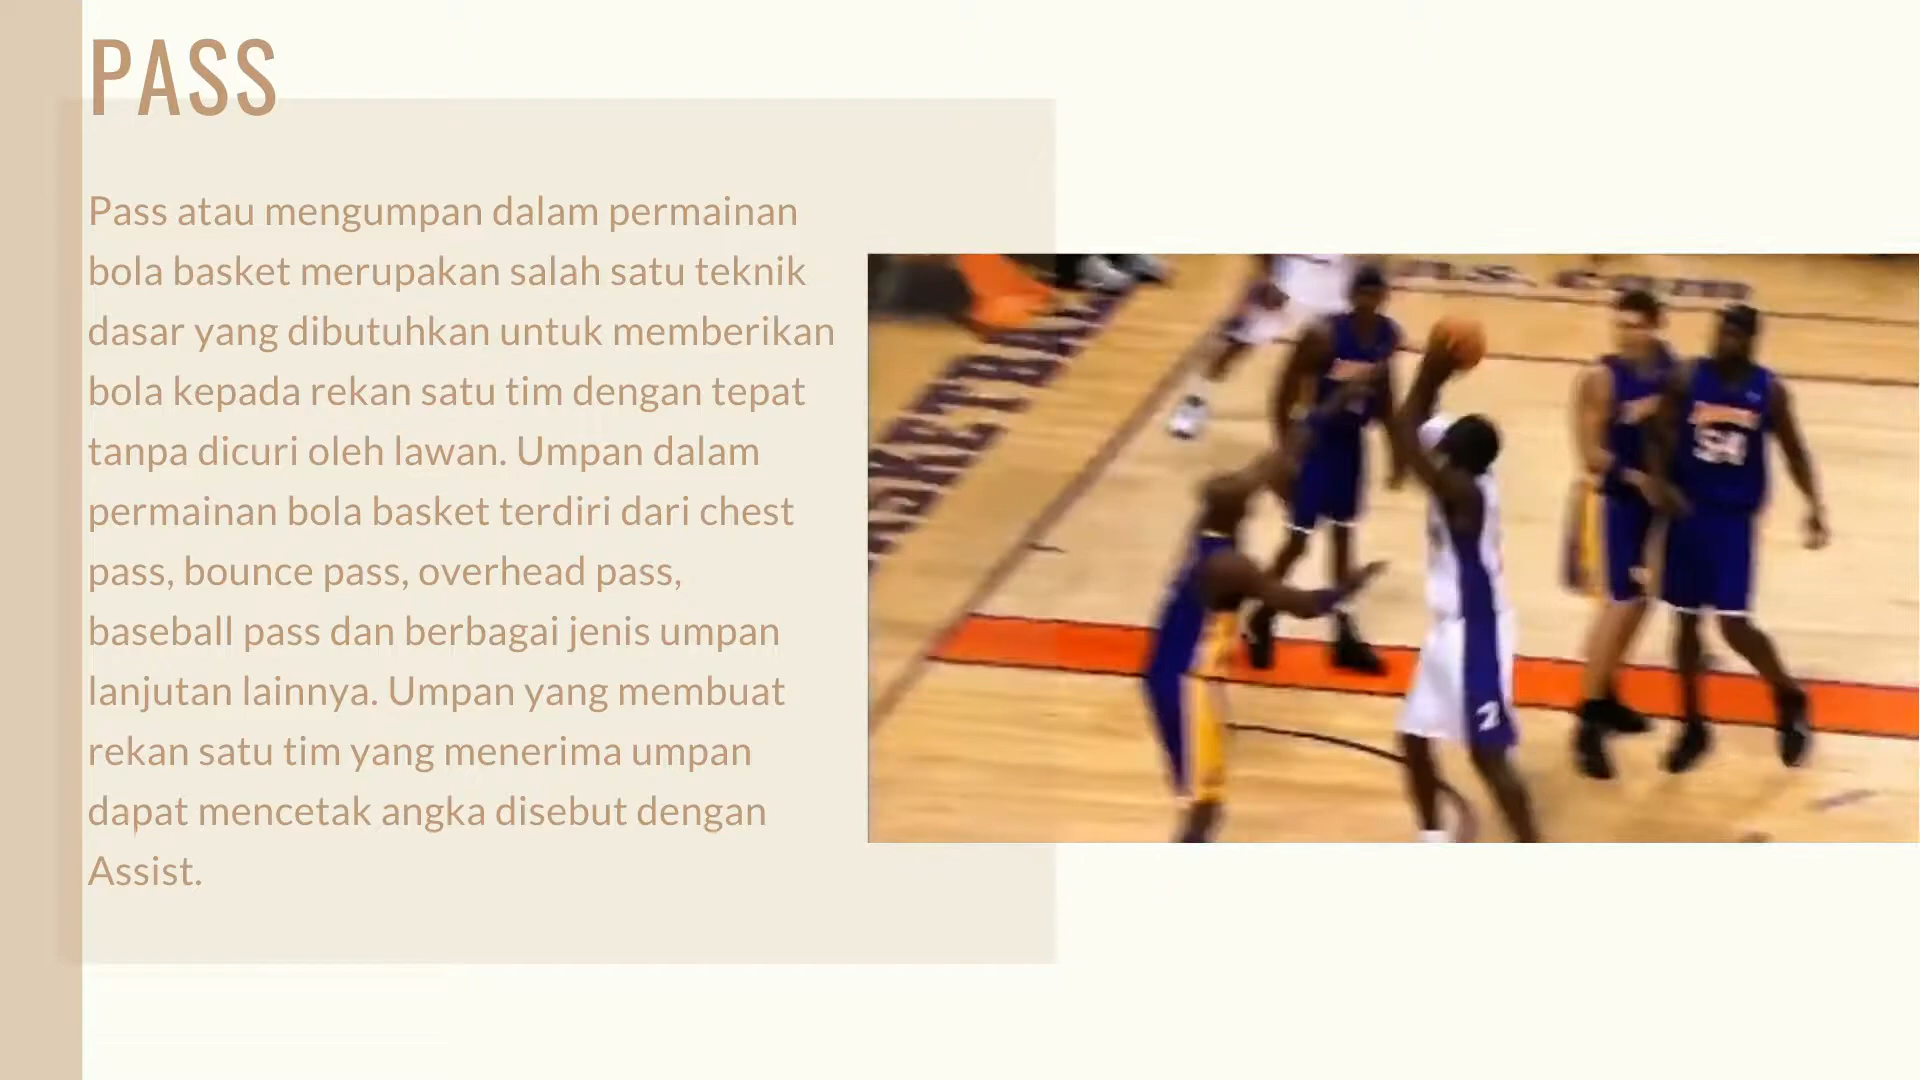 PASS
Pass atau mengumpan dalam permainan
bola basket merupakan salah satu teknik
dasar yang dibutuhkan untuk memberikan
bola kepada rekan satu tim dengan tepat
tanpa dicuri oleh lawan. Umpan dalam
permainan bola basket terdiri dari chest
pass, bounce pass, overhead pass,
baseball pass dan berbagai jenis umpan
lanjutan lainnya. Umpan yang membuat
rekan satu tim yang menerima umpan
dapat mencetak angka disebut dengan
Assist.
ASKETBA
54
2